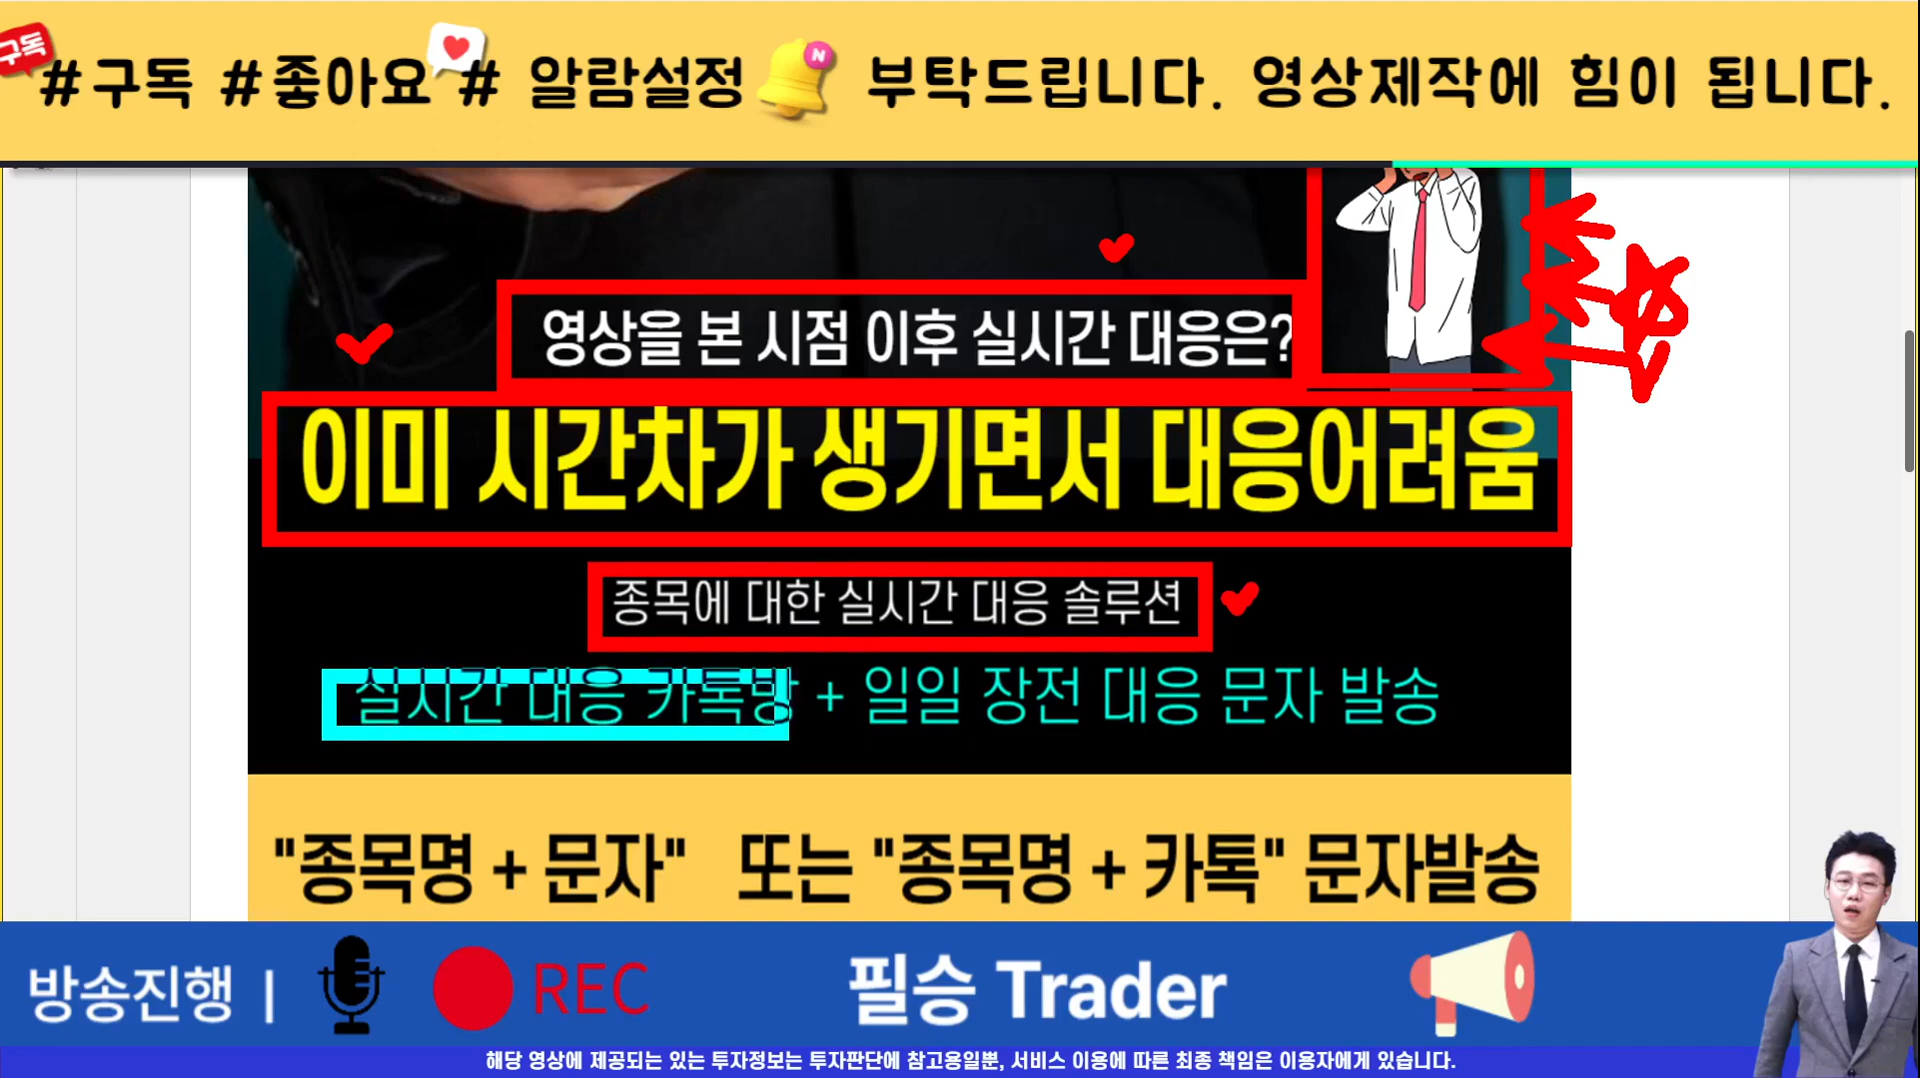 구독
#구독 #좋아요 # 알람설정 N 부탁드립니다. 영상제작에 힘이 됩니다.
영상을 본 시점 이후 실시간 대응은?
이미 시간차가 생기면서 대응어려움
종목에 대한 실시간 대응 솔루션
실시간 대응 카톡방 + 일일 장전 대응 문자 발송
"종목명 + 문자" 또는 "종목명 + 카톡" 문자발송
방송진행 | REC 필승 Trader
해당 영상에 제공되는 있는 투자정보는 투자판단에 참고용일뿐, 서비스 이용에 따른 최종 책임은 이용자에게 있습니다.